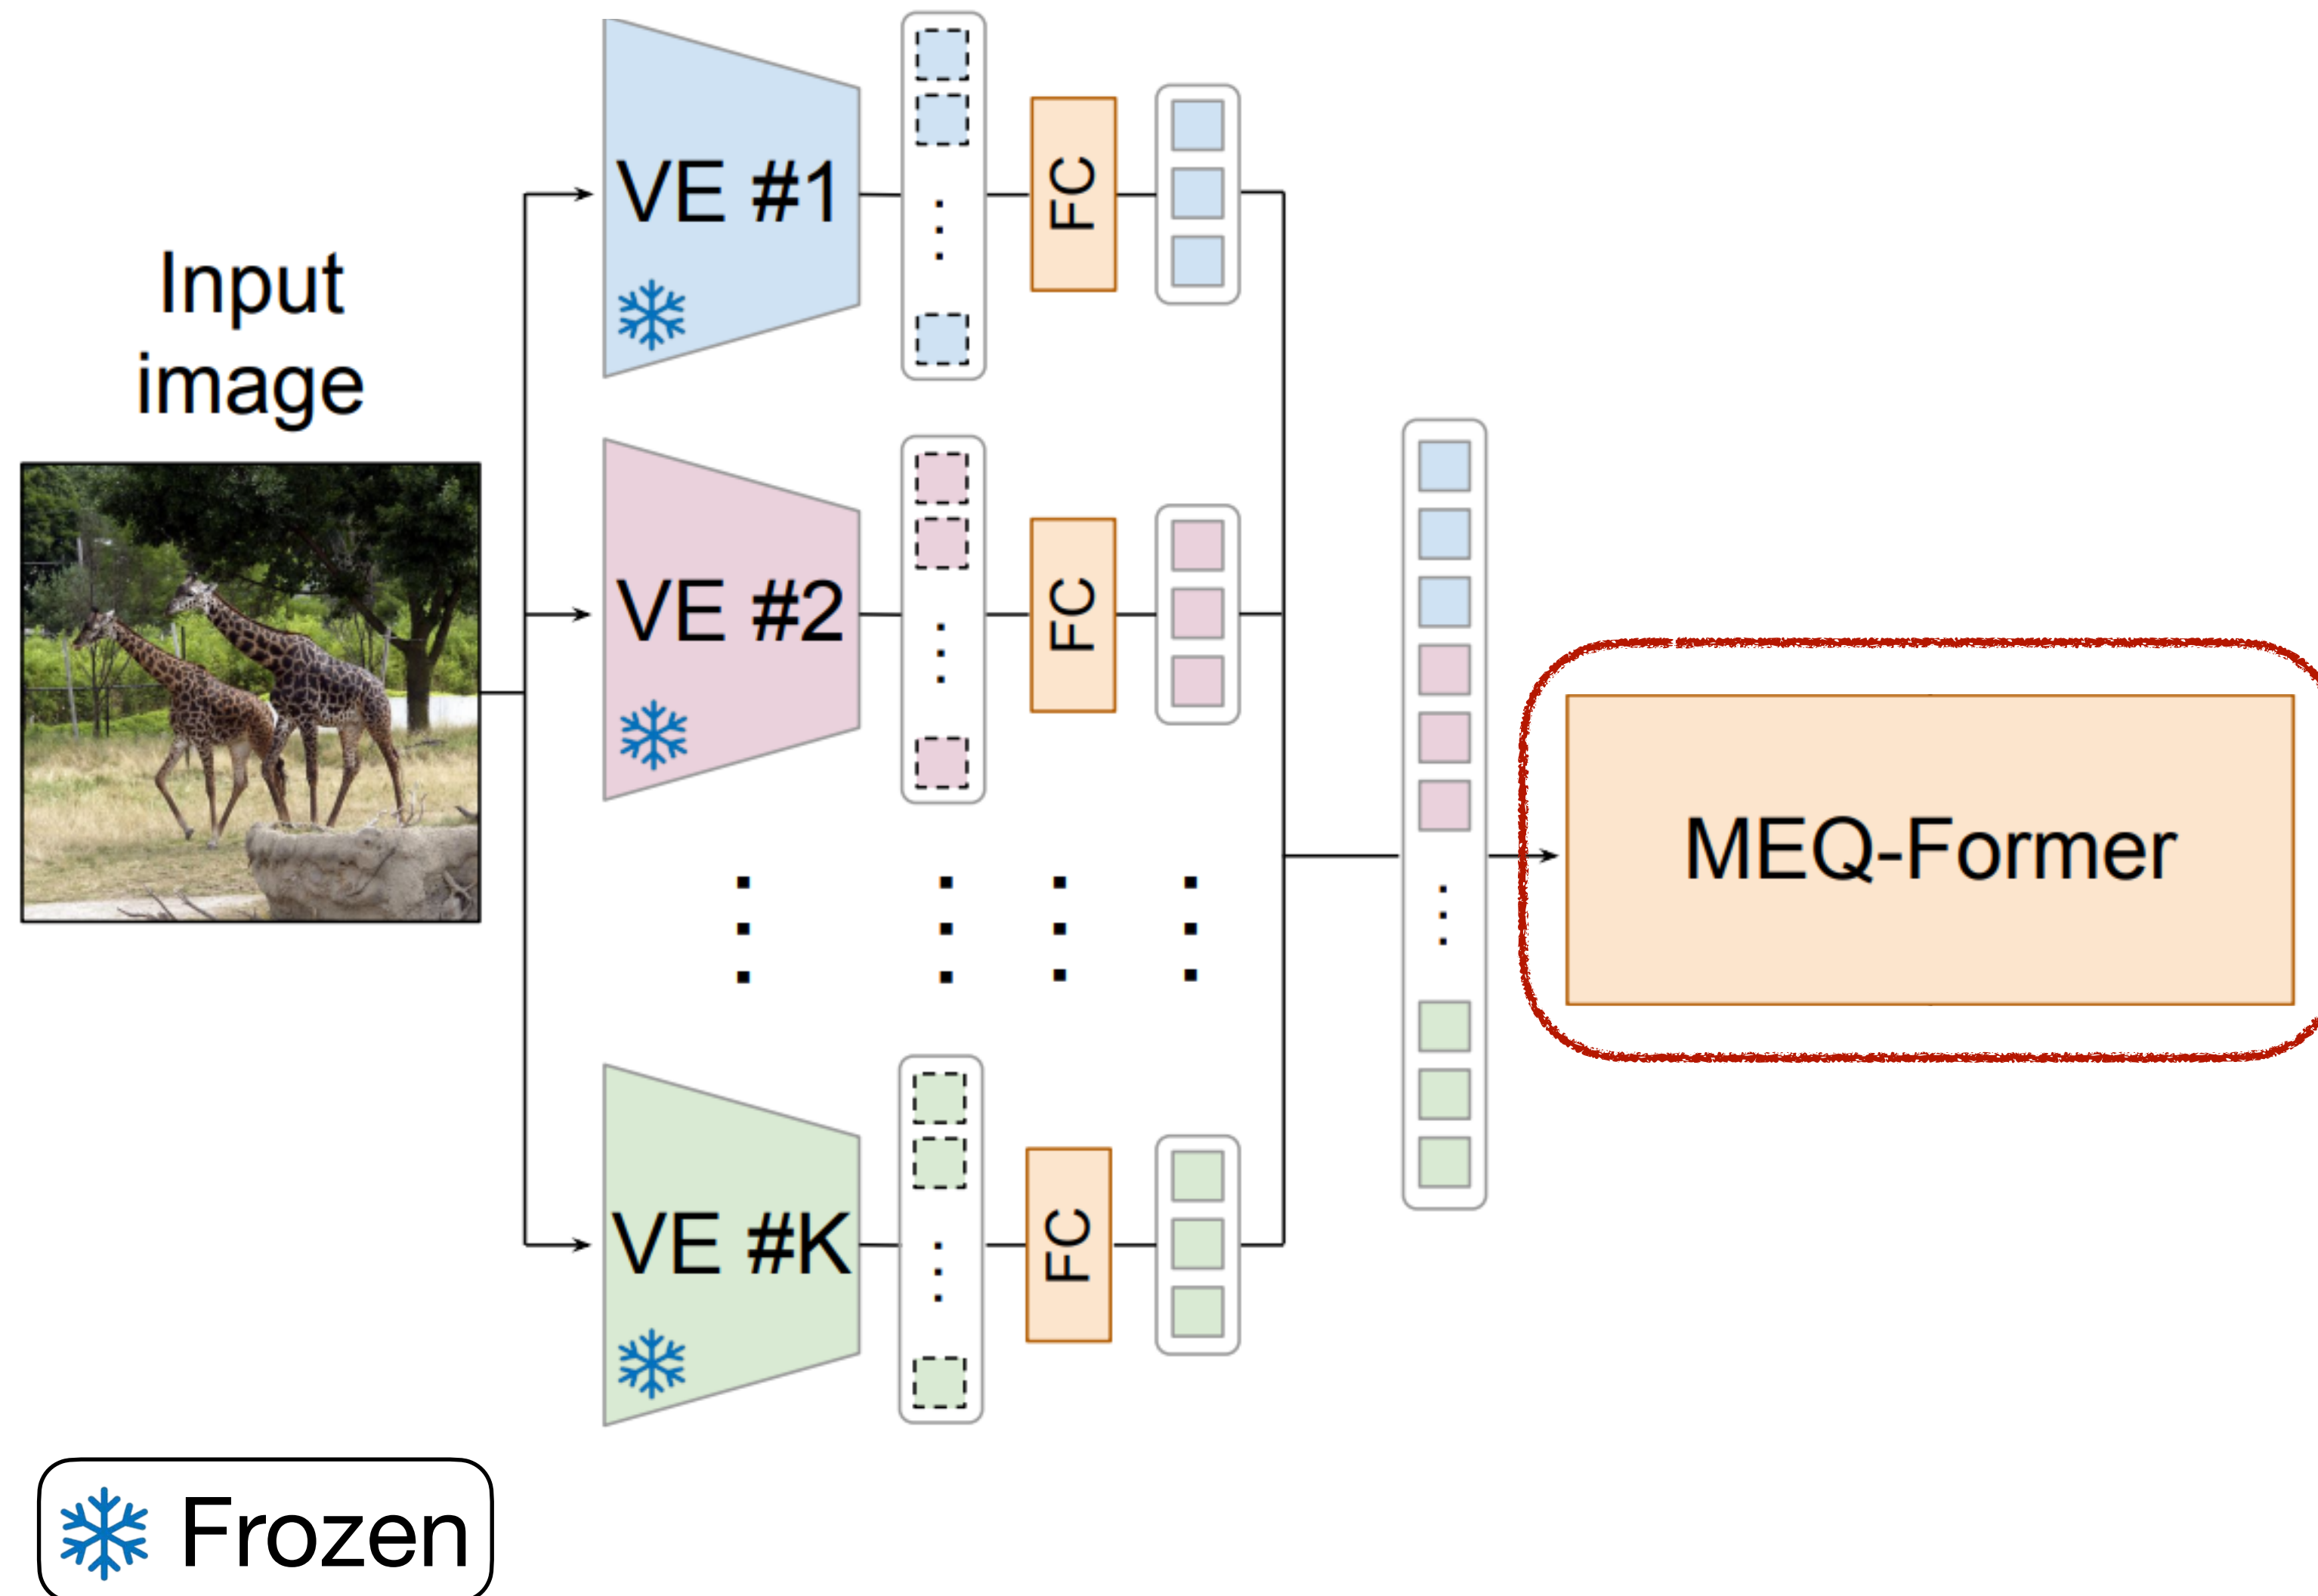 Input
image
VE #1
FC
VE #2
FC
VE #K
FC
MEQ-Former
Frozen